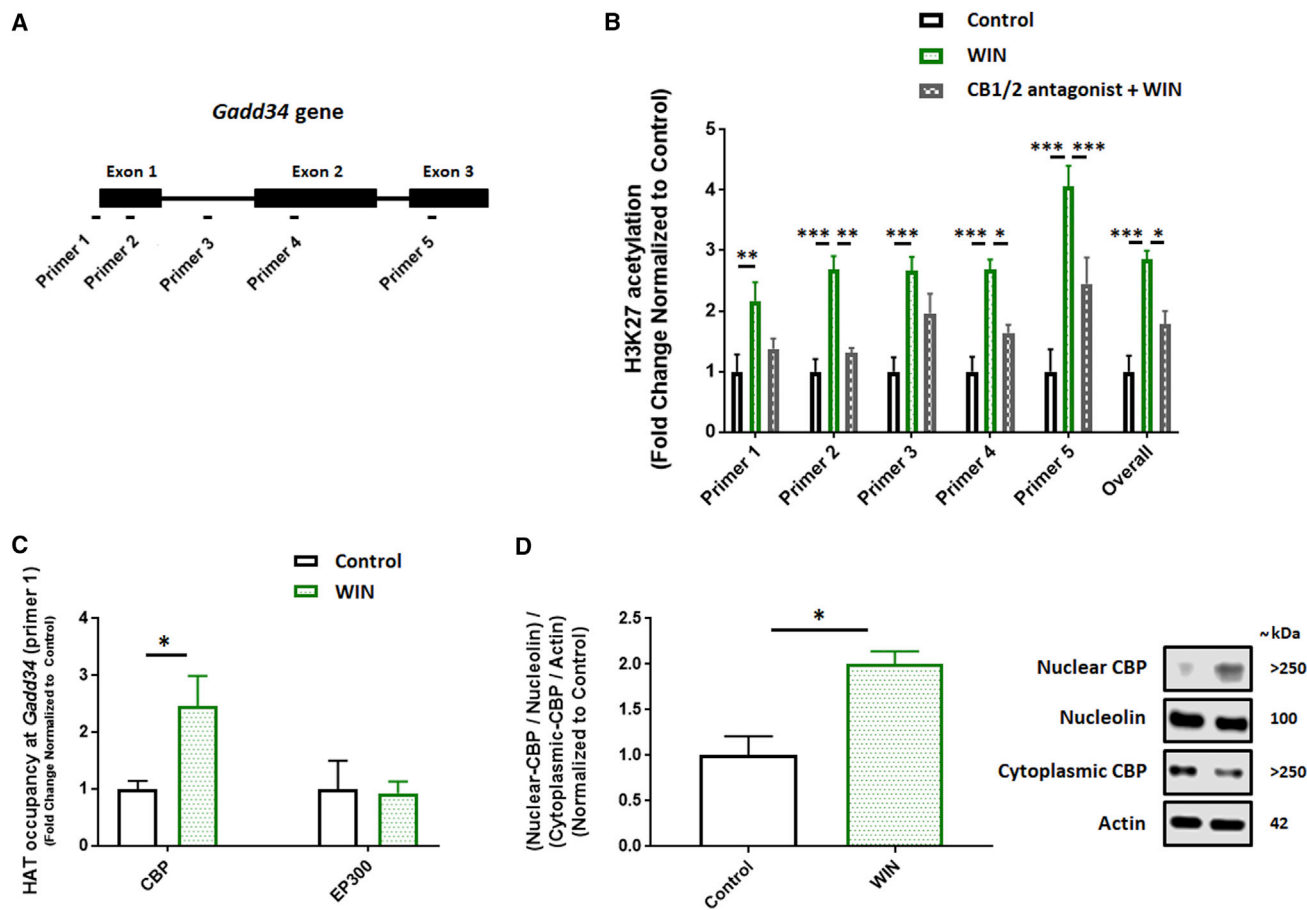 A
Gadd34 gene
Exon 1
Exon 2
Exon 3
Primer 1
Primer 2
Primer 3
Primer 4
Primer 5
B
Control
WIN
CB1/2 antagonist + WIN
H3K27 acetylation
(Fold Change Normalized to Control)
5
4
3
2
1
0
**
*** **
***
*** *
*** ***
*** *
Primer 1
Primer 2
Primer 3
Primer 4
Primer 5
Overall
C
Control
WIN
HAT occupancy at Gadd34 (primer 1)
(Fold Change Normalized to Control)
4
3
2
1
0
*
CBP
EP300
D
(Nuclear-CBP / Nucleolin) /
(Cytoplasmic-CBP / Actin)
(Normalized to Control)
2.5
2.0
1.5
1.0
0.5
0.0
*
Control
WIN
~ kDa
Nuclear CBP >250
Nucleolin 100
Cytoplasmic CBP >250
Actin 42